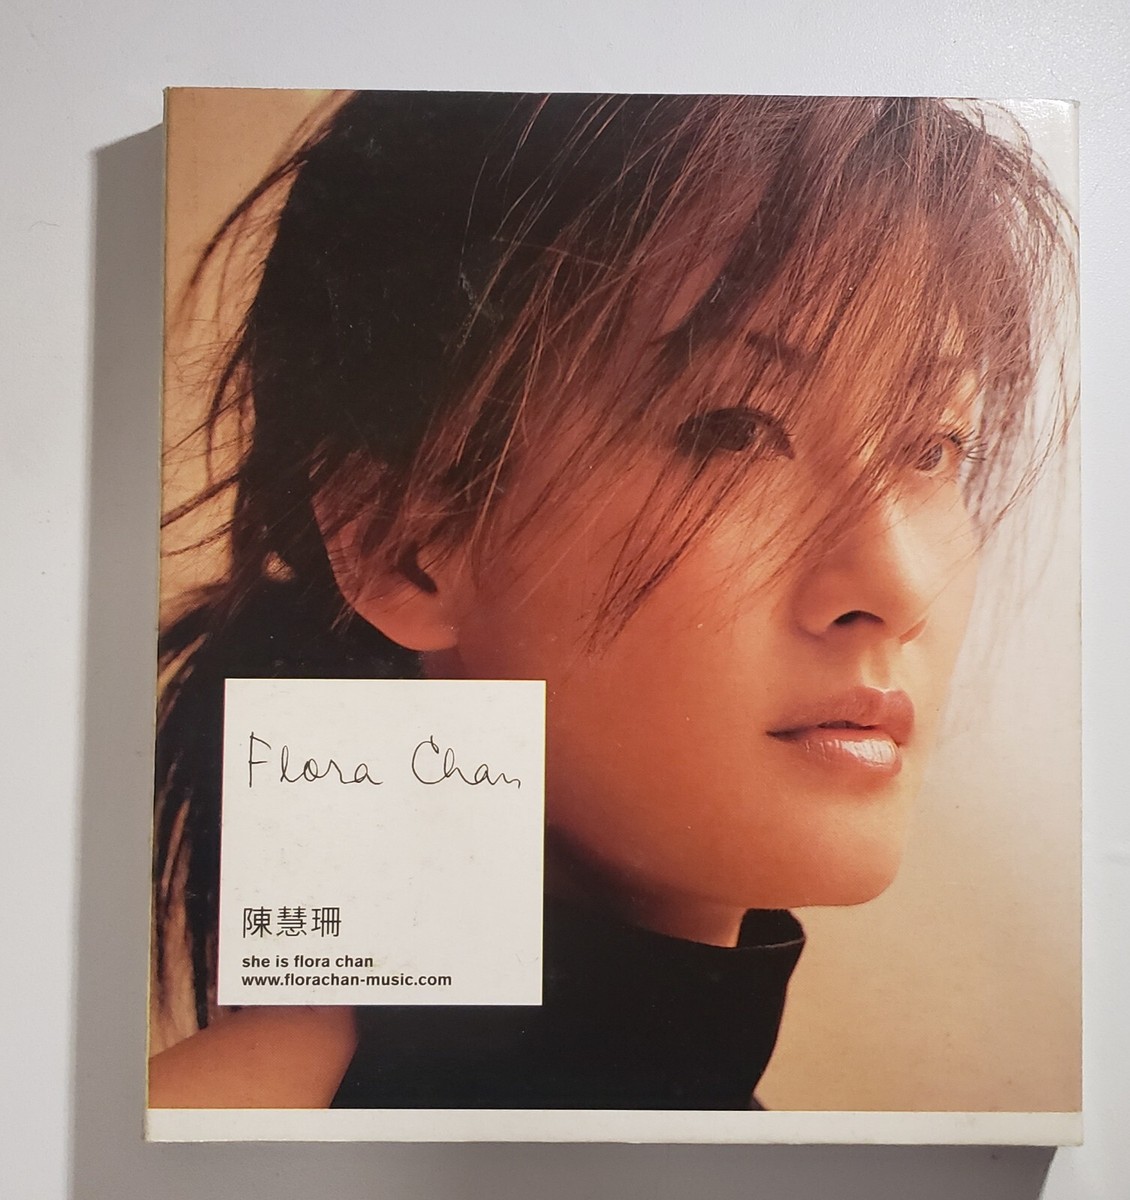 Flora Chan
陳慧珊
she is flora chan
www.florachan-music.com